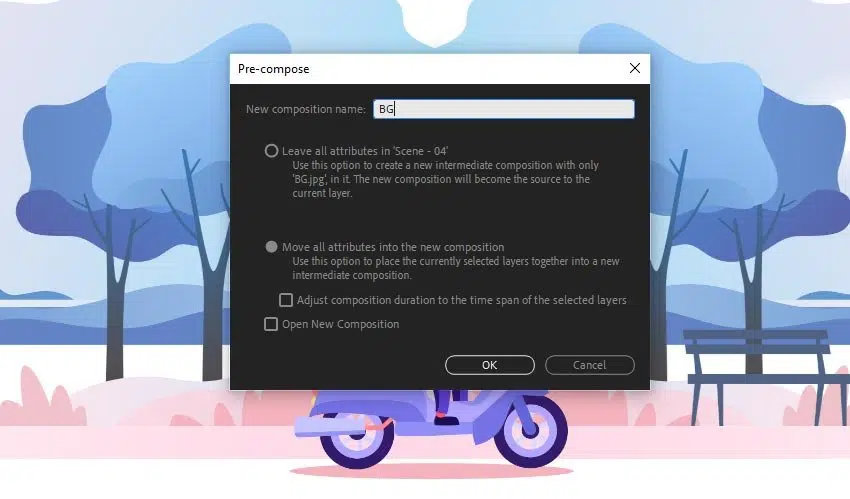 Pre-compose
New composition name: BG
Leave all attributes in 'Scene - 04'
Use this option to create a new intermediate composition with only
'BG.jpg', in it. The new composition will become the source to the
current layer.
Move all attributes into the new composition
Use this option to place the currently selected layers together into a new
intermediate composition.
Adjust composition duration to the time span of the selected layers
Open New Composition
OK Cancel